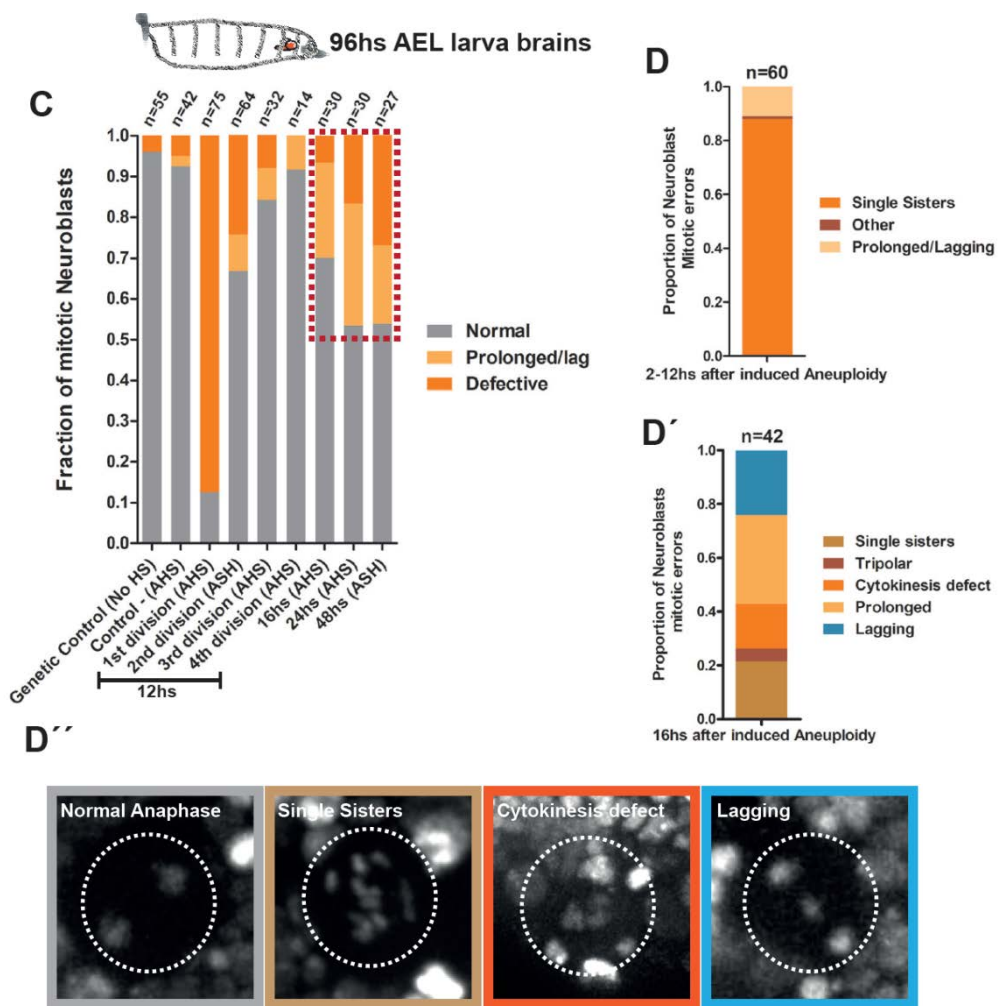 96hs AEL larva brains
C
n=55
n=42
n=75
n=64
n=32
n=14
n=30
n=30
n=27
Fraction of mitotic Neuroblasts
1.0
0.9
0.8
0.7
0.6
0.5
0.4
0.3
0.2
0.1
0.0
Normal
Prolonged/lag
Defective
Genetic Control (No HS)
Control - (AHS)
1st division (AHS)
2nd division (ASH)
3rd division (AHS)
4th division (AHS)
16hs (AHS)
24hs (AHS)
48hs (ASH)
12hs
D
n=60
Proportion of Neuroblast
Mitotic errors
1.0
0.8
0.6
0.4
0.2
0.0
Single Sisters
Other
Prolonged/Lagging
2-12hs after induced Aneuploidy
D´
n=42
Proportion of Neuroblasts
mitotic errors
1.0
0.8
0.6
0.4
0.2
0.0
Single sisters
Tripolar
Cytokinesis defect
Prolonged
Lagging
16hs after induced Aneuploidy
D´´
Normal Anaphase
Single Sisters
Cytokinesis defect
Lagging